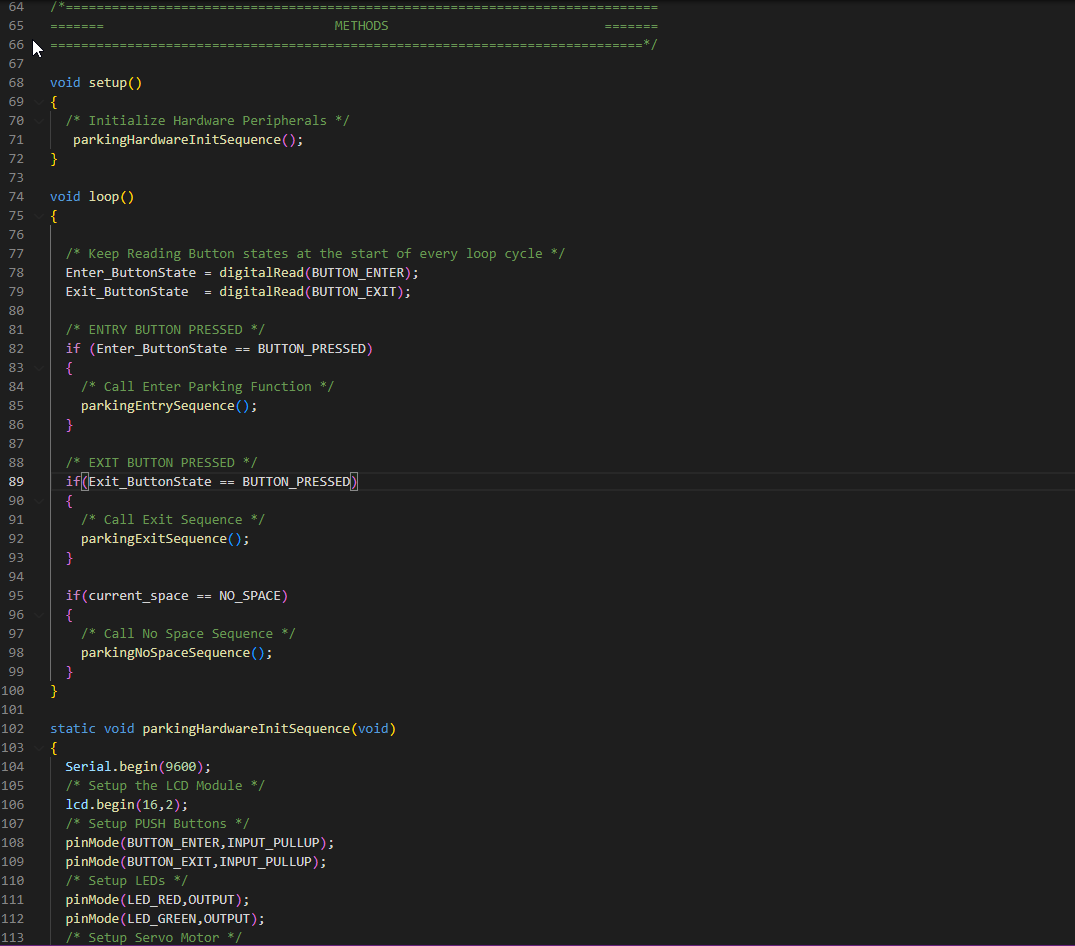 64 /*=============================================================================
65 ======= METHODS =======
66 =============================================================================*/
67
68 void setup()
69 {
70 /* Initialize Hardware Peripherals */
71 parkingHardwareInitSequence();
72 }
73
74 void loop()
75 {
76
77 /* Keep Reading Button states at the start of every loop cycle */
78 Enter_ButtonState = digitalRead(BUTTON_ENTER);
79 Exit_ButtonState  = digitalRead(BUTTON_EXIT);
80
81 /* ENTRY BUTTON PRESSED */
82 if (Enter_ButtonState == BUTTON_PRESSED)
83 {
84 /* Call Enter Parking Function */
85 parkingEntrySequence();
86 }
87
88 /* EXIT BUTTON PRESSED */
89 if(Exit_ButtonState == BUTTON_PRESSED)
90 {
91 /* Call Exit Sequence */
92 parkingExitSequence();
93 }
94
95 if(current_space == NO_SPACE)
96 {
97 /* Call No Space Sequence */
98 parkingNoSpaceSequence();
99 }
100 }
101
102 static void parkingHardwareInitSequence(void)
103 {
104 Serial.begin(9600);
105 /* Setup the LCD Module */
106 lcd.begin(16,2);
107 /* Setup PUSH Buttons */
108 pinMode(BUTTON_ENTER,INPUT_PULLUP);
109 pinMode(BUTTON_EXIT,INPUT_PULLUP);
110 /* Setup LEDs */
111 pinMode(LED_RED,OUTPUT);
112 pinMode(LED_GREEN,OUTPUT);
113 /* Setup Servo Motor */